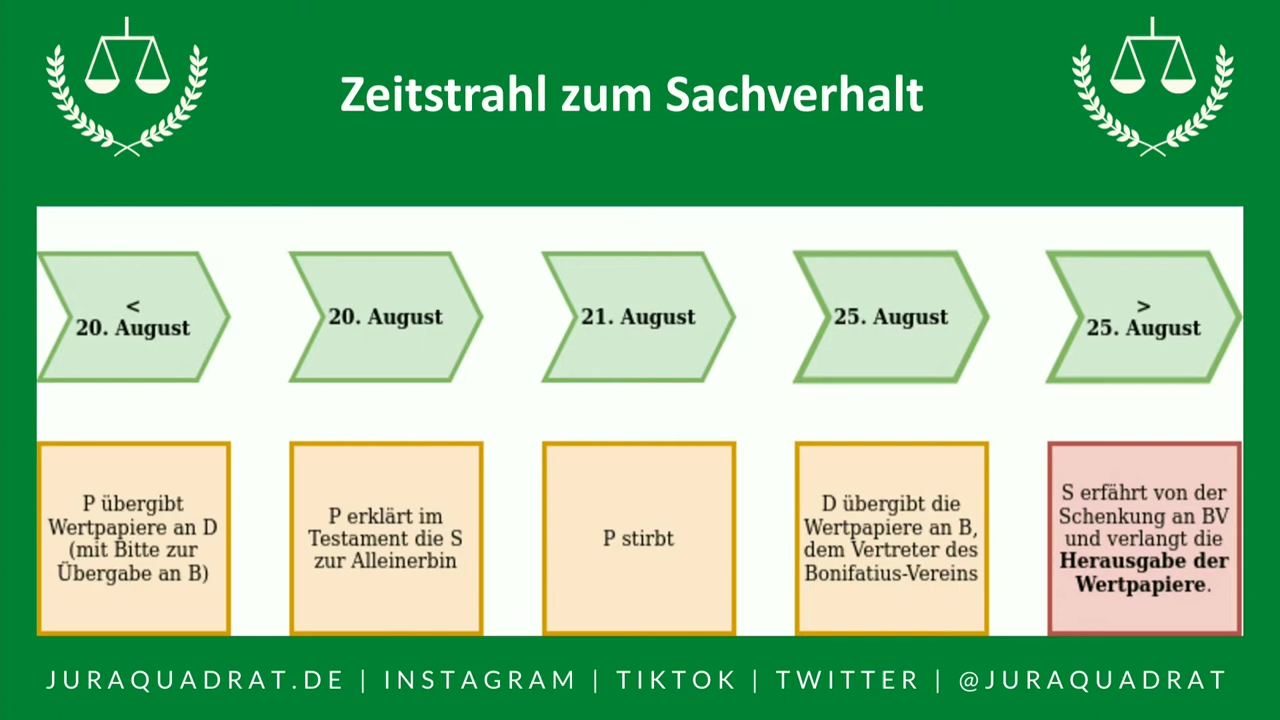 Zeitstrahl zum Sachverhalt
<
20. August
20. August
21. August
25. August
>
25. August
P übergibt
Wertpapiere an D
(mit Bitte zur
Übergabe an B)
P erklärt im
Testament die S
zur Alleinerbin
P stirbt
D übergibt die
Wertpapiere an B,
dem Vertreter des
Bonifatius-Vereins
S erfährt von der
Schenkung an BV
und verlangt die
Herausgabe der
Wertpapiere.
JURAQUADRAT.DE | INSTAGRAM | TIKTOK | TWITTER | @JURAQUADRAT